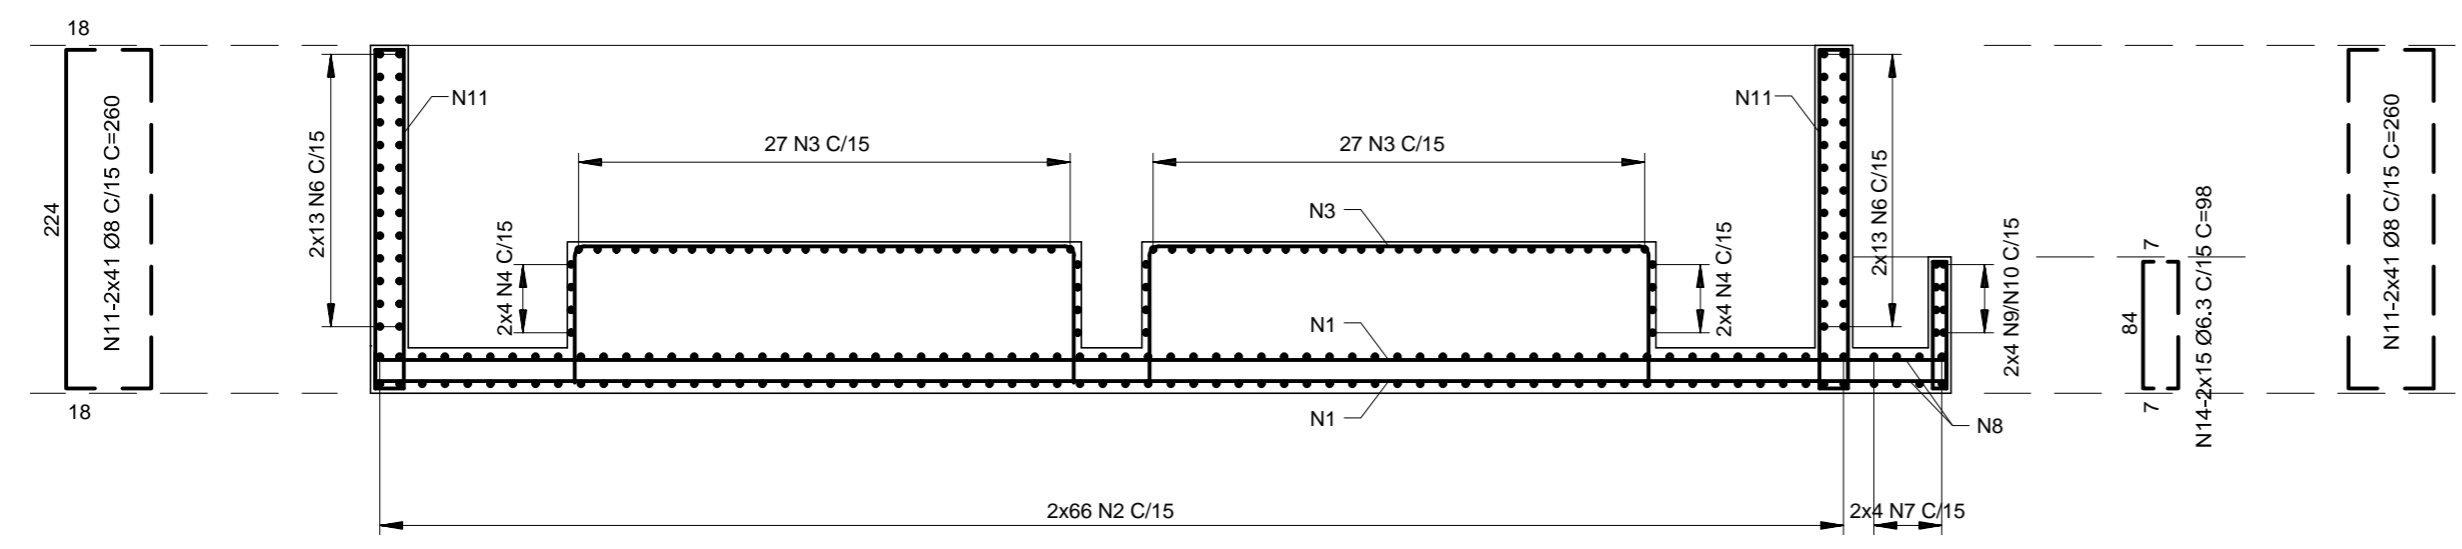 18
224
N11-2x41 Ø8 C/15 C=260
18
2x13 N6 C/15
N11
27 N3 C/15
2x4 N4 C/15
27 N3 C/15
N3
N1
N1
2x4 N4 C/15
N11
2x13 N6 C/15
2x4 N9/N10 C/15
N8
2x66 N2 C/15
2x4 N7 C/15
7
84
7
N14-2x15 Ø6.3 C/15 C=98
N11-2x41 Ø8 C/15 C=260